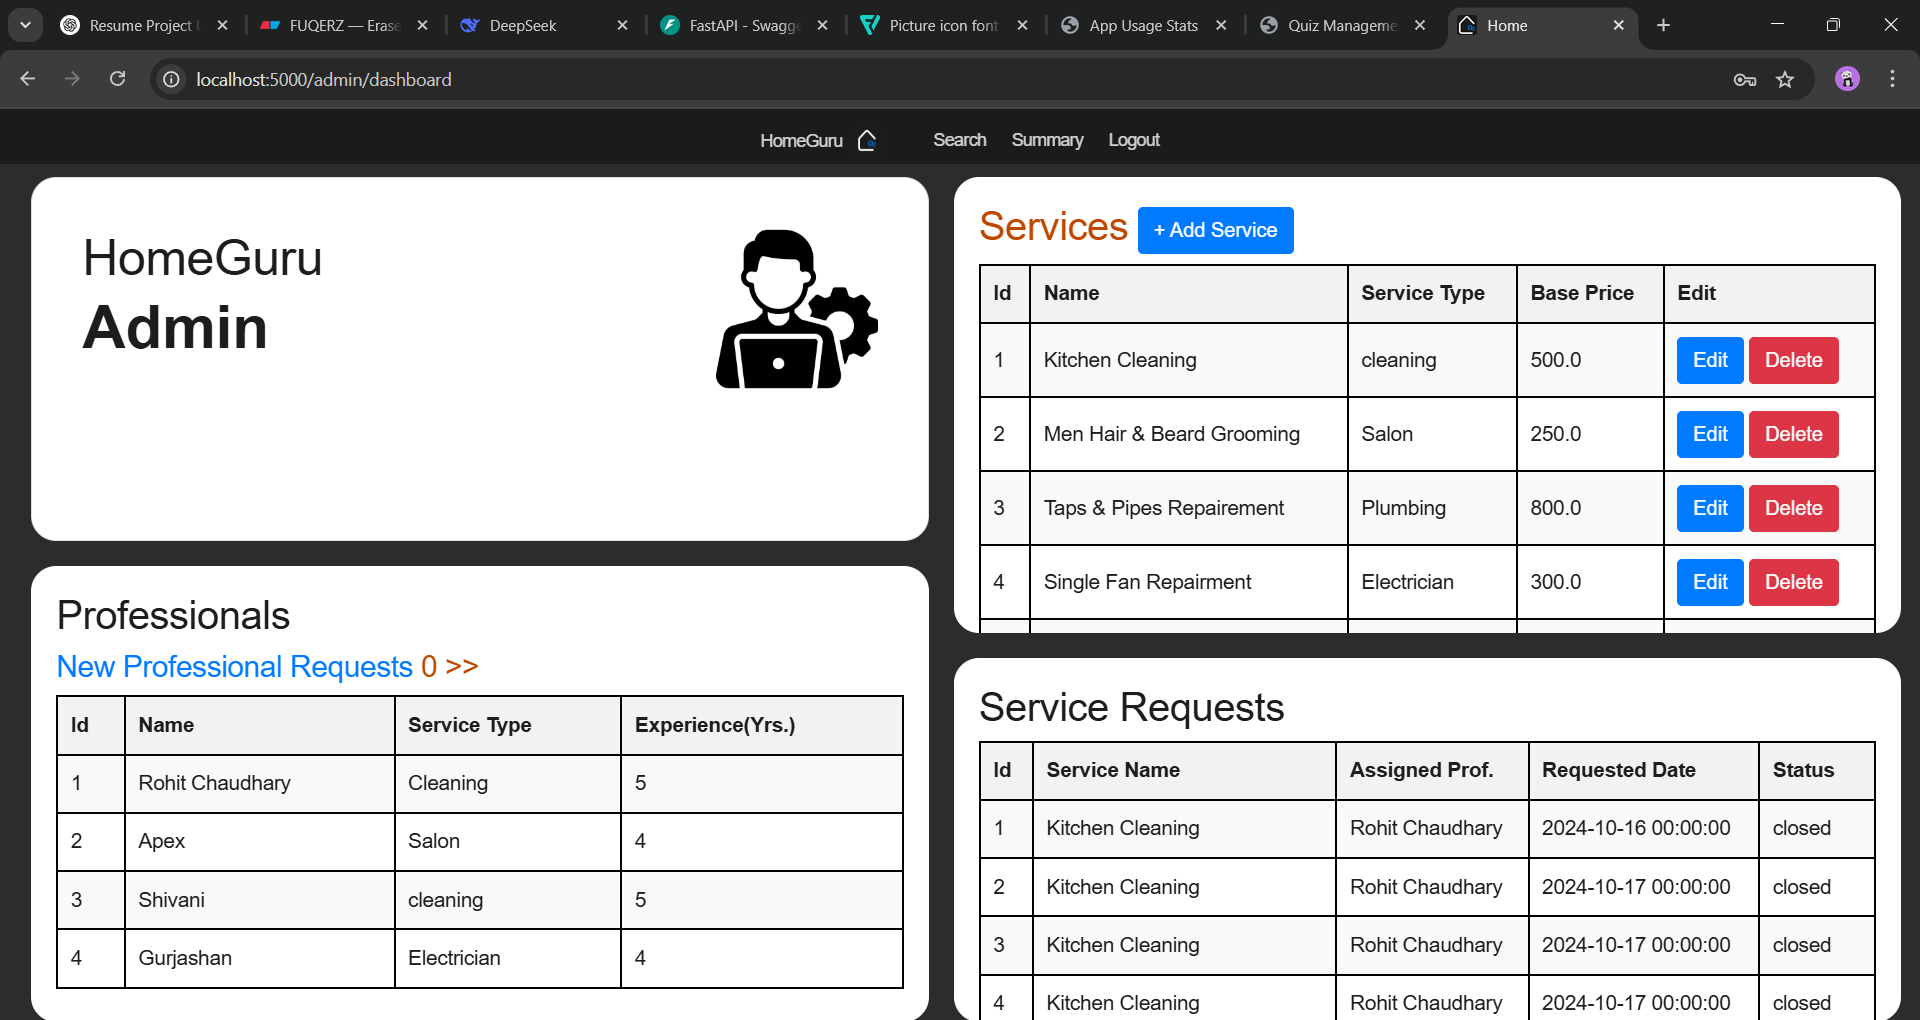 Resume Project
FUQERZ — Erase
DeepSeek
FastAPI - Swagge
Picture icon font
App Usage Stats
Quiz Manageme
Home
localhost:5000/admin/dashboard
HomeGuru
Search
Summary
Logout
HomeGuru
Admin
Professionals
New Professional Requests 0 >>
Id Name Service Type Experience(Yrs.)
1 Rohit Chaudhary Cleaning 5
2 Apex Salon 4
3 Shivani cleaning 5
4 Gurjashan Electrician 4
Services + Add Service
Id Name Service Type Base Price Edit
1 Kitchen Cleaning cleaning 500.0 Edit Delete
2 Men Hair & Beard Grooming Salon 250.0 Edit Delete
3 Taps & Pipes Repairement Plumbing 800.0 Edit Delete
4 Single Fan Repairment Electrician 300.0 Edit Delete
Service Requests
Id Service Name Assigned Prof. Requested Date Status
1 Kitchen Cleaning Rohit Chaudhary 2024-10-16 00:00:00 closed
2 Kitchen Cleaning Rohit Chaudhary 2024-10-17 00:00:00 closed
3 Kitchen Cleaning Rohit Chaudhary 2024-10-17 00:00:00 closed
4 Kitchen Cleaning Rohit Chaudhary 2024-10-17 00:00:00 closed